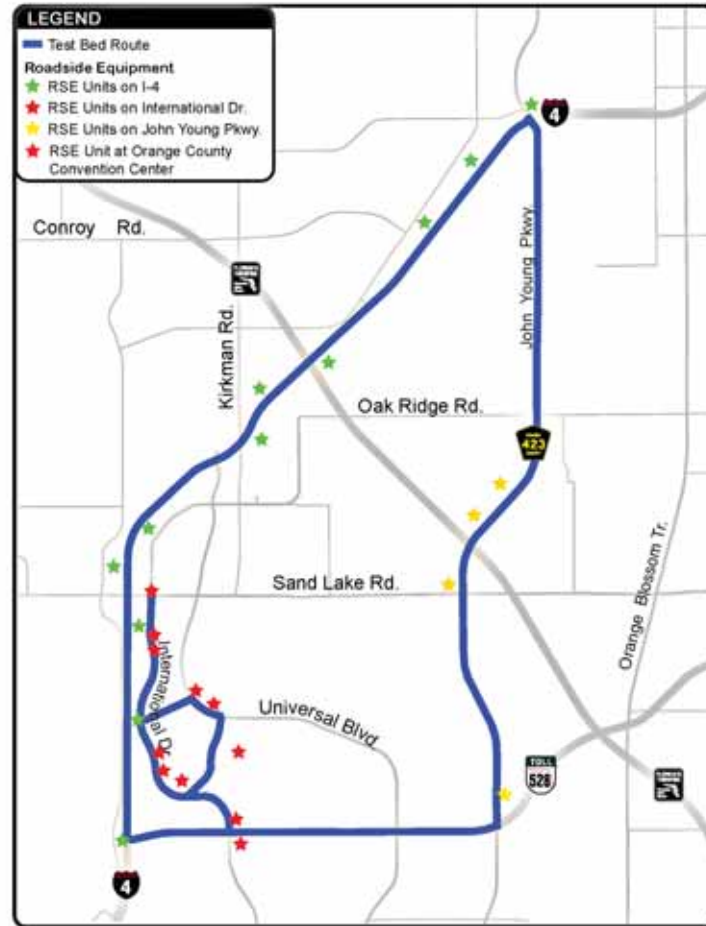 LEGEND
Test Bed Route
Roadside Equipment
RSE Units on I-4
RSE Units on International Dr.
RSE Units on John Young Pkwy.
RSE Unit at Orange County
Convention Center
4
Conroy Rd.
John Young Pkwy.
Kirkman Rd.
Oak Ridge Rd.
423
Sand Lake Rd.
Orange Blossom Tr.
International Dr.
Universal Blvd
TOLL
528
4